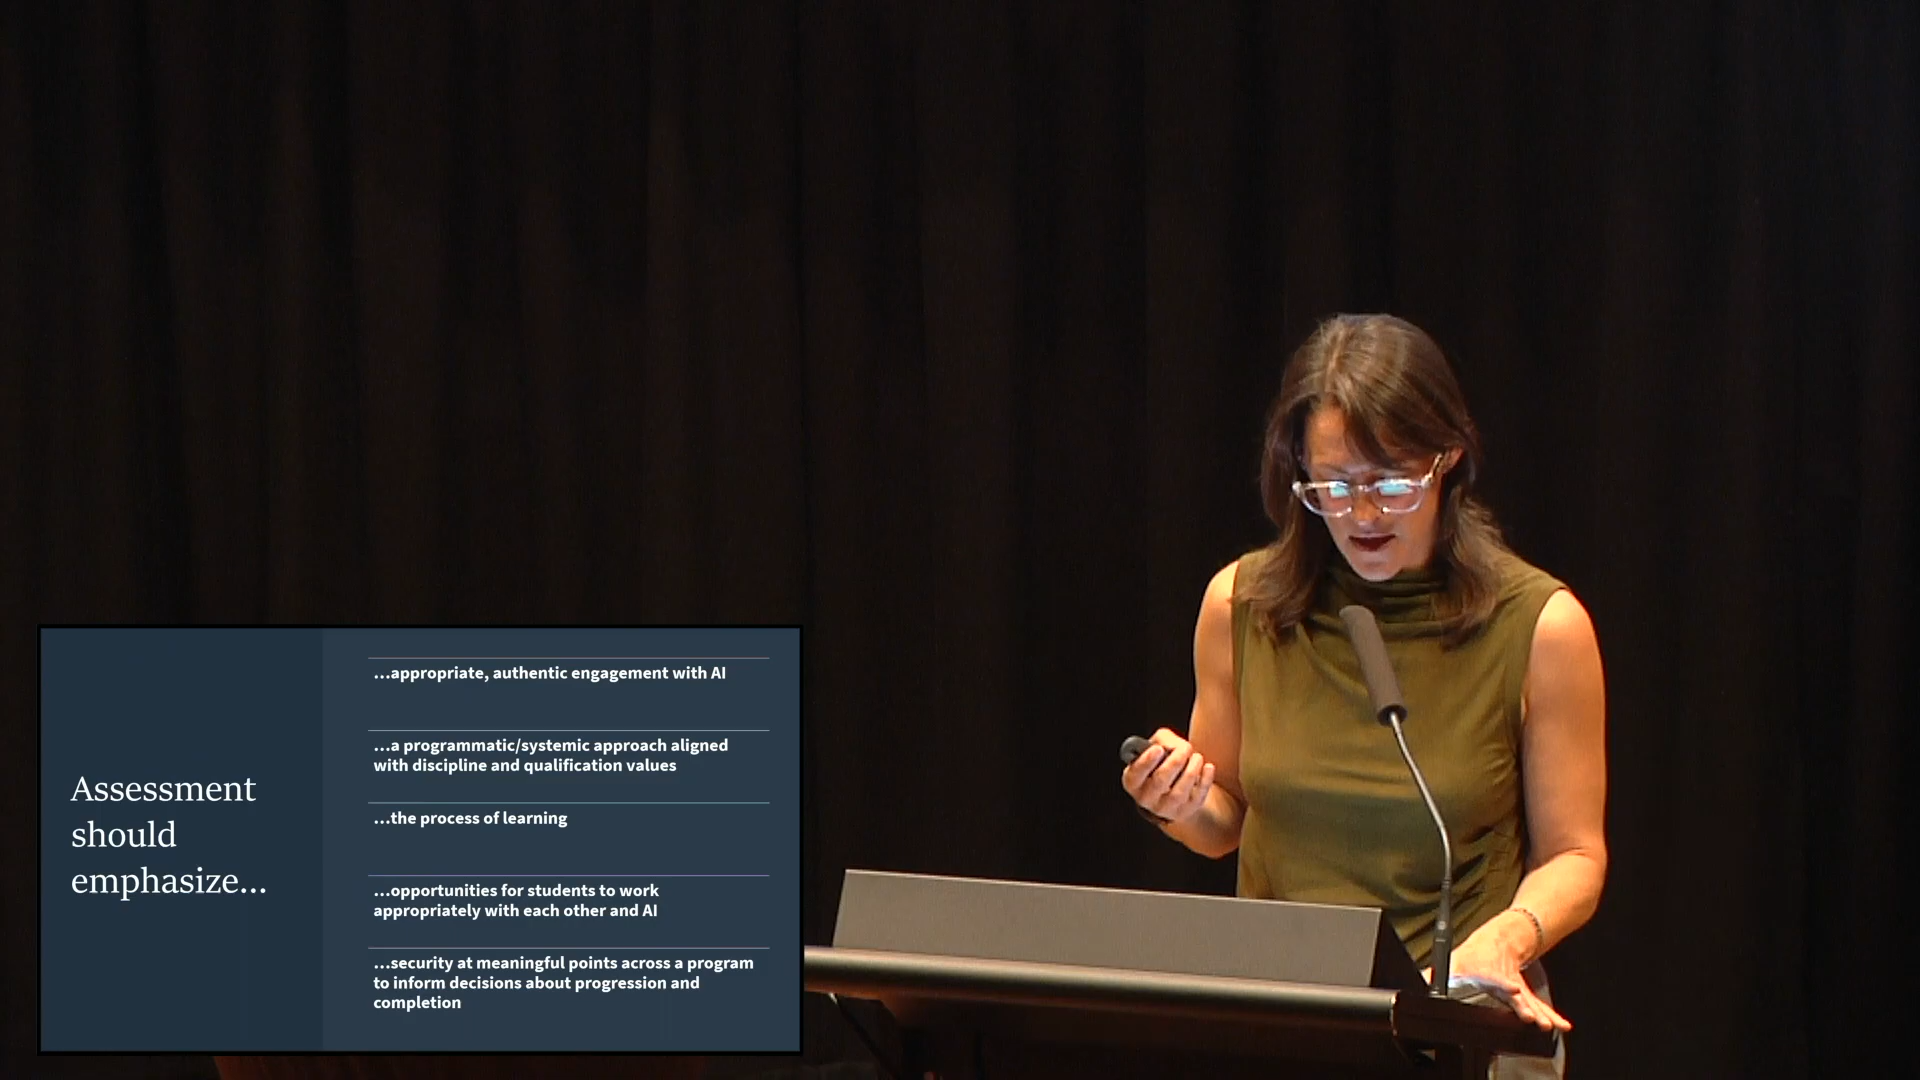 Assessment
should
emphasize...
...appropriate, authentic engagement with AI
...a programmatic/systemic approach aligned
with discipline and qualification values
...the process of learning
...opportunities for students to work
appropriately with each other and AI
...security at meaningful points across a program
to inform decisions about progression and
completion